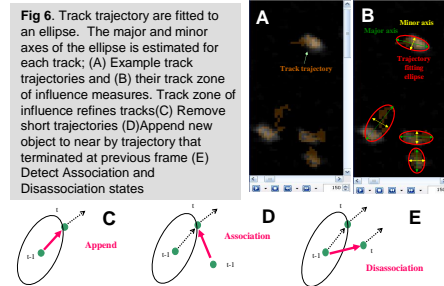 Fig 6. Track trajectory are fitted to
an ellipse. The major and minor
axes of the ellipse is estimated for
each track; (A) Example track
trajectories and (B) their track zone
of influence measures. Track zone of
influence refines tracks(C) Remove
short trajectories (D)Append new
object to near by trajectory that
terminated at previous frame (E)
Detect Association and
Disassociation states
A
Track trajectory
150
B
Minor axis
Major axis
Trajectory
fitting
ellipse
150
t
t-1
C
Append
t
t-1
t-1
D
Association
t
t-1
t
E
Disassociation